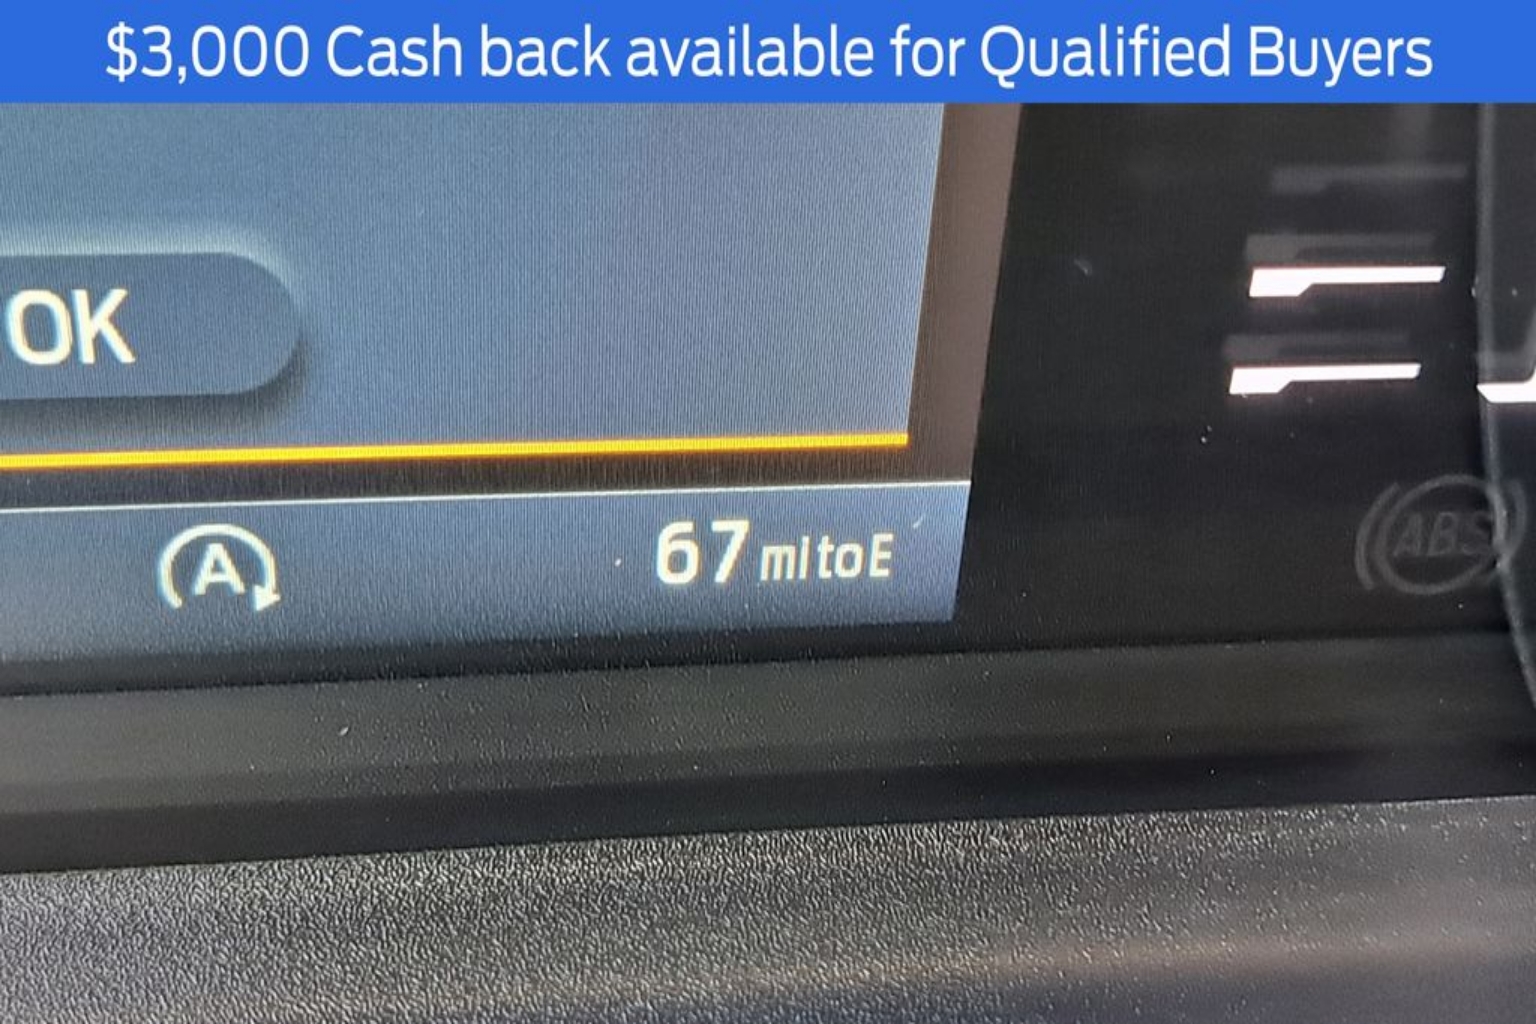 $3,000 Cash back available for Qualified Buyers
OK
A
67 mi to E
ABS